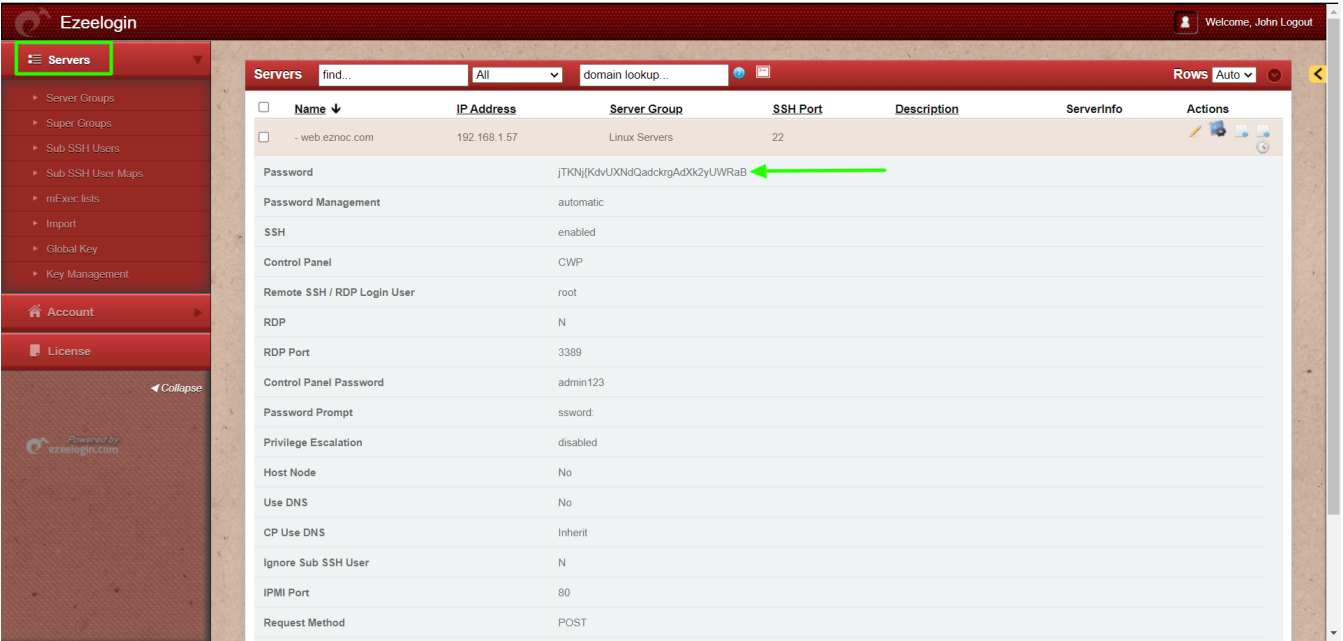 Ezeelogin
Welcome, John Logout
Servers
Server Groups
Super Groups
Sub SSH Users
Sub SSH User Maps
mExec lists
Import
Global Key
Key Management
Account
License
Collapse
Powered by
ezeelogin.com
Servers find... All domain lookup... Rows Auto
Name IP Address Server Group SSH Port Description ServerInfo Actions
- web.eznoc.com 192.168.1.57 Linux Servers 22
Password jTKNj{KdvUXNdQadckrgAdXk2yUWRaB
Password Management automatic
SSH enabled
Control Panel CWP
Remote SSH / RDP Login User root
RDP N
RDP Port 3389
Control Panel Password admin123
Password Prompt ssword:
Privilege Escalation disabled
Host Node No
Use DNS No
CP Use DNS Inherit
Ignore Sub SSH User N
IPMI Port 80
Request Method POST